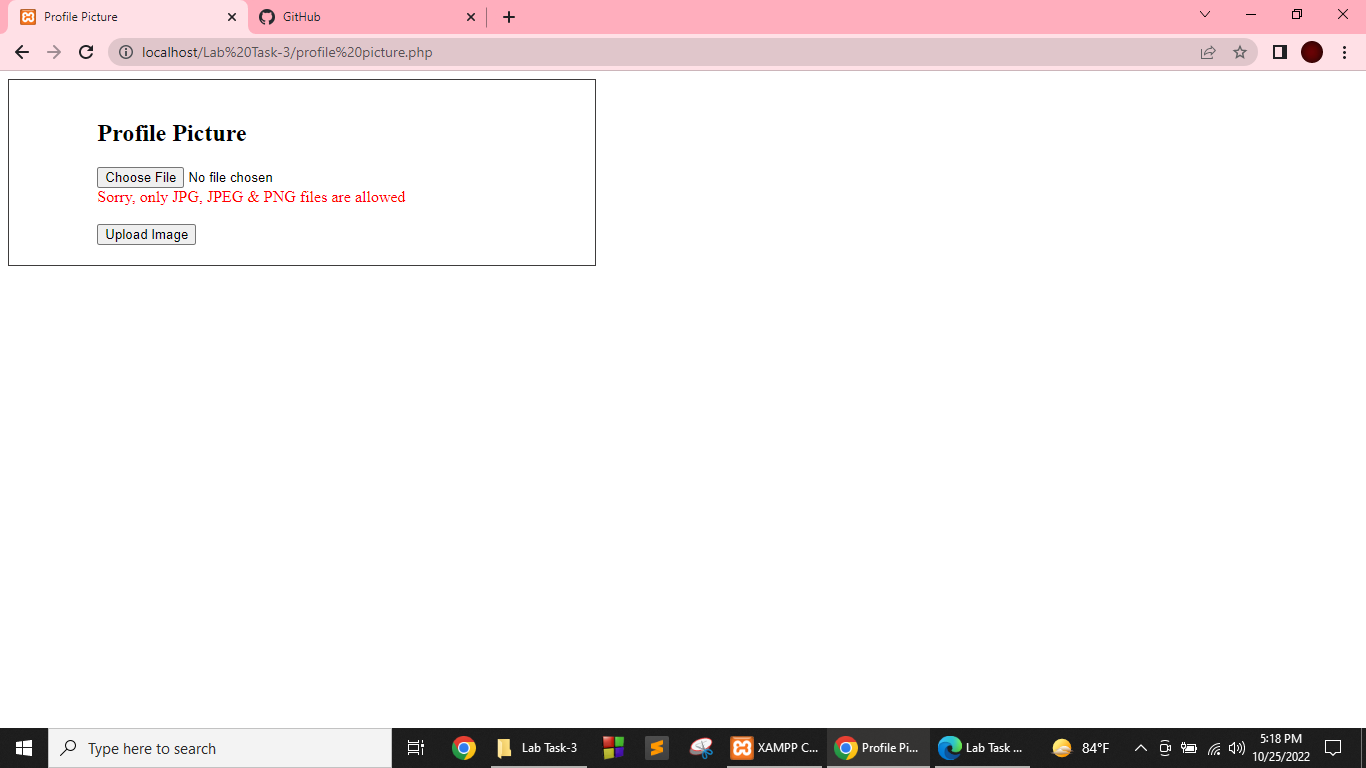 Profile Picture
GitHub
localhost/Lab%20Task-3/profile%20picture.php
Profile Picture
Choose File No file chosen
Sorry, only JPG, JPEG & PNG files are allowed
Upload Image
Type here to search
Lab Task-3
XAMPP C...
Profile Pi...
Lab Task ...
84°F
5:18 PM
10/25/2022